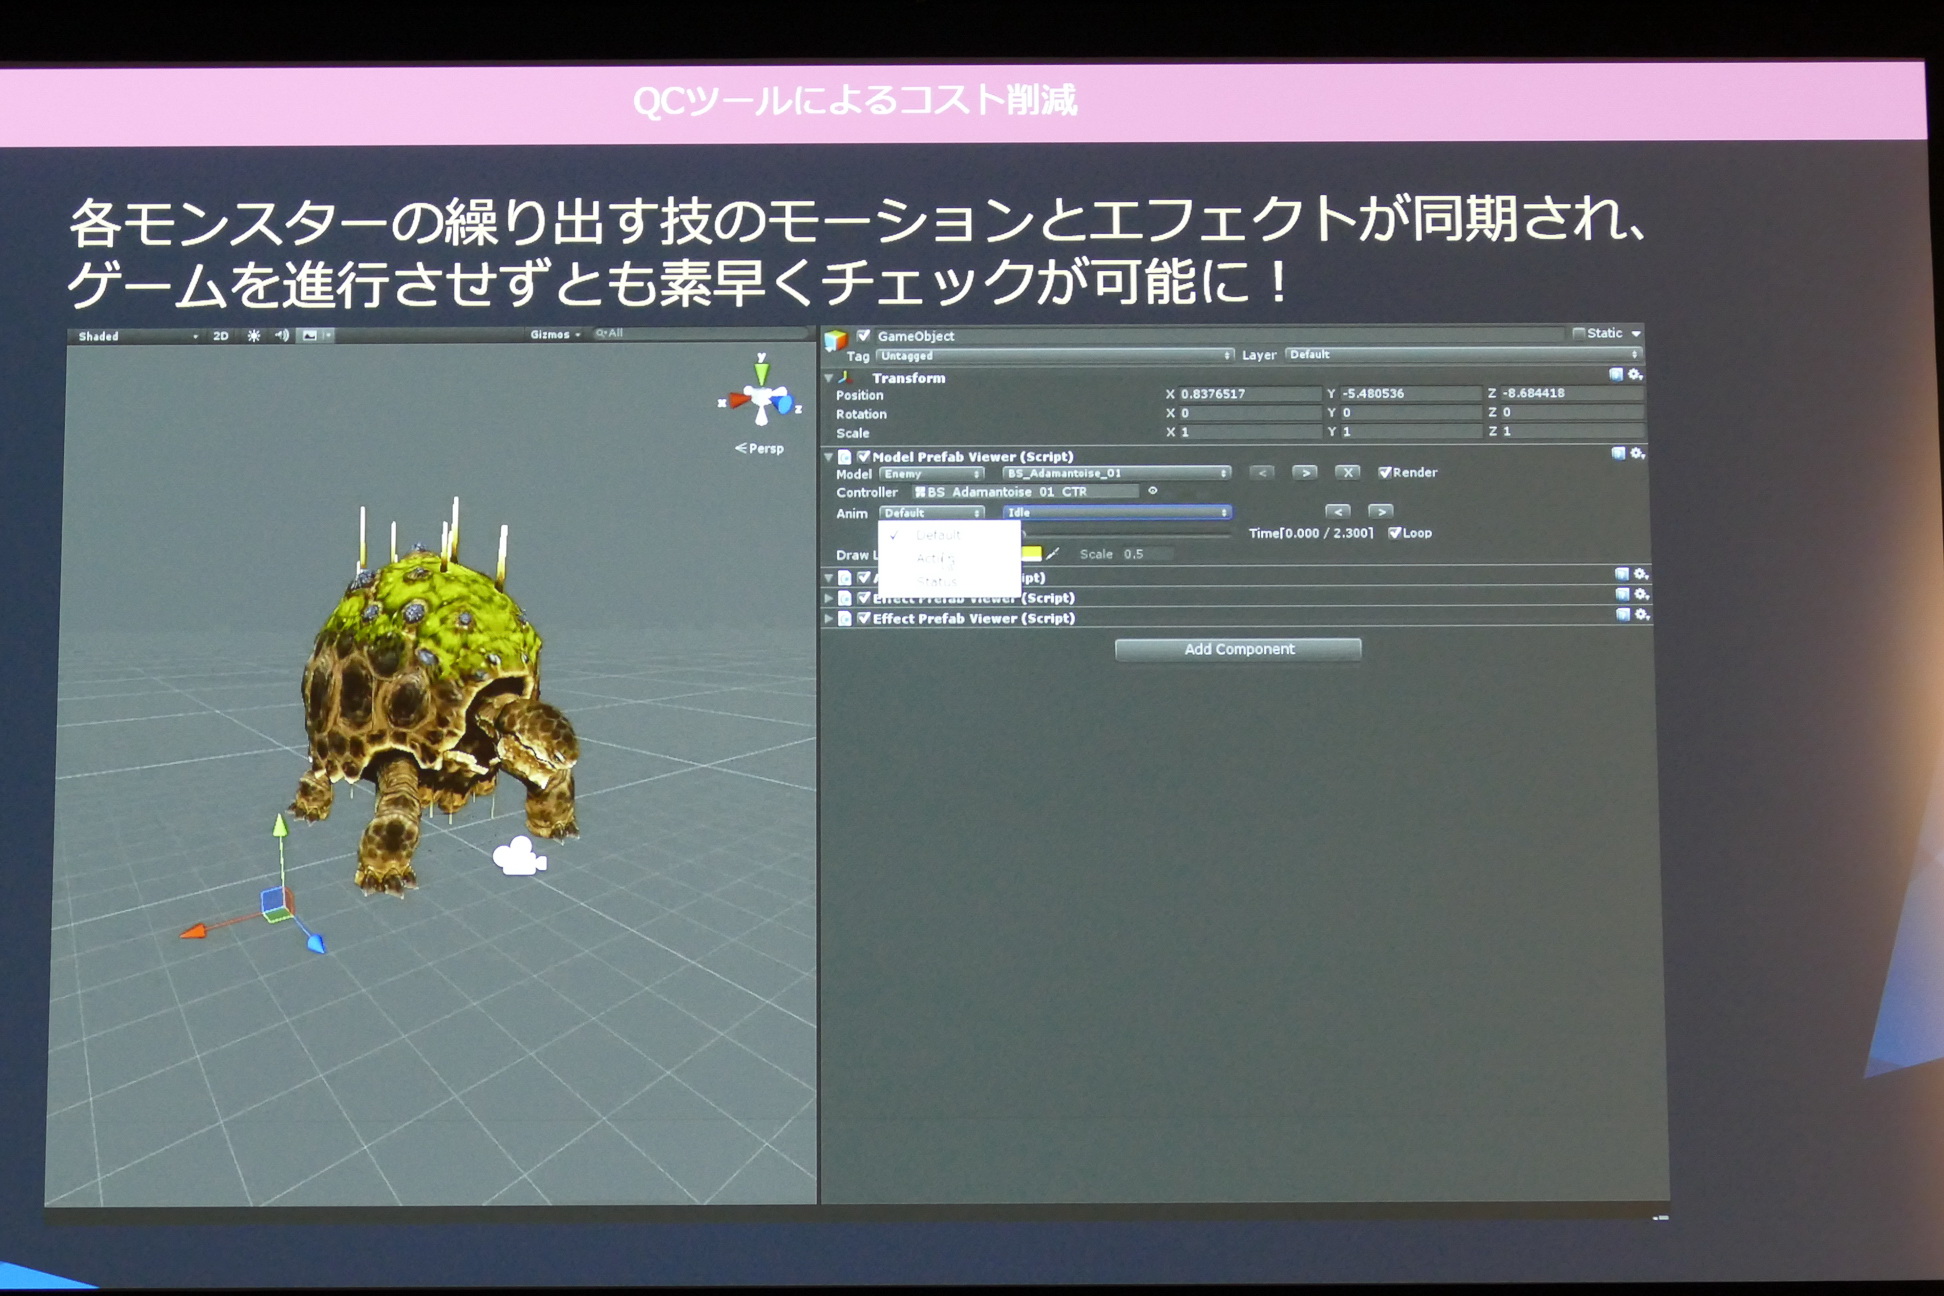 QCツールによるコスト削減
各モンスターの繰り出す技のモーションとエフェクトが同期され、
ゲームを進行させずとも素早くチェックが可能に！
Shaded 2D Gizmos All
y
x z
Persp
GameObject Static
Tag Untagged Layer Default
Transform
Position X 0.8376517 Y -5.480536 Z -8.684418
Rotation X 0 Y 0 Z 0
Scale X 1 Y 1 Z 1
Model Prefab Viewer (Script)
Model Enemy BS_Adamantoise_01 < > X Render
Controller BS_Adamantoise_01_CTR
Anim Default Idle < >
Default Time[0.000 / 2.300] Loop
Draw Scale 0.5
Status
Effect Prefab Viewer (Script)
Effect Prefab Viewer (Script)
Add Component